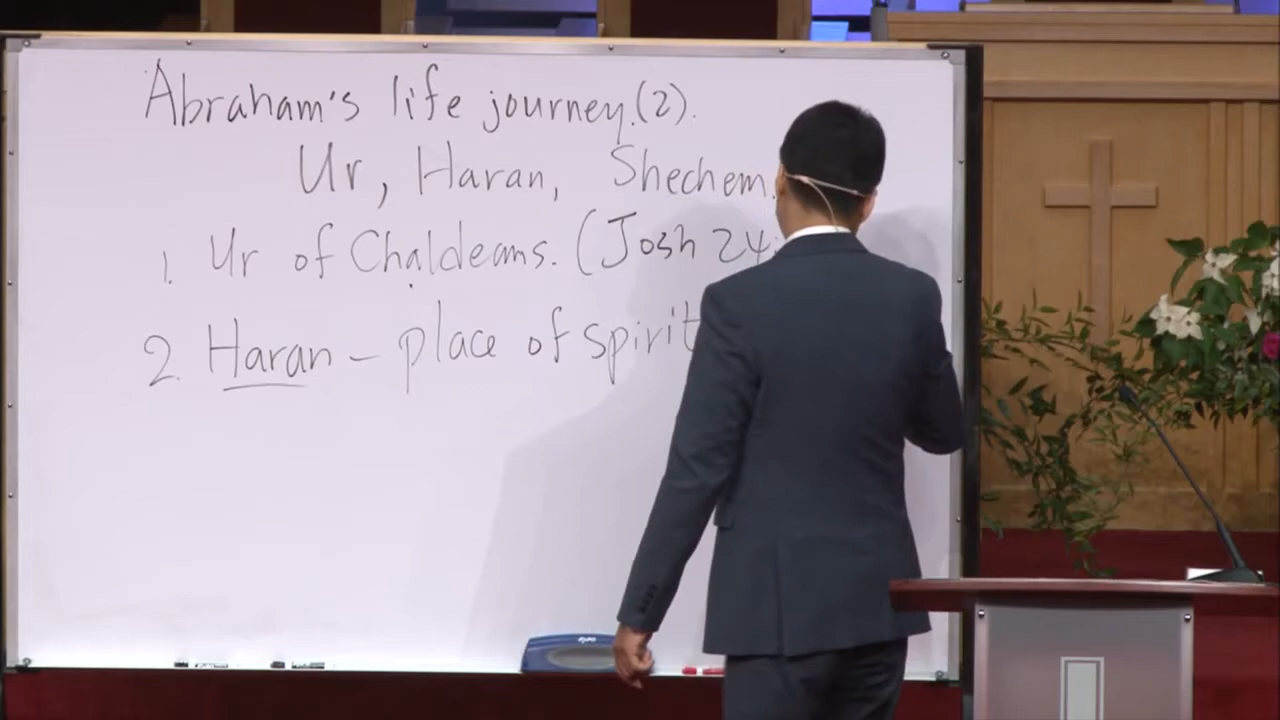 Abraham's life journey.(2).
Ur, Haran, Shechem.
1. Ur of Chaldeans. (Josh 24:
2. Haran - place of spirit